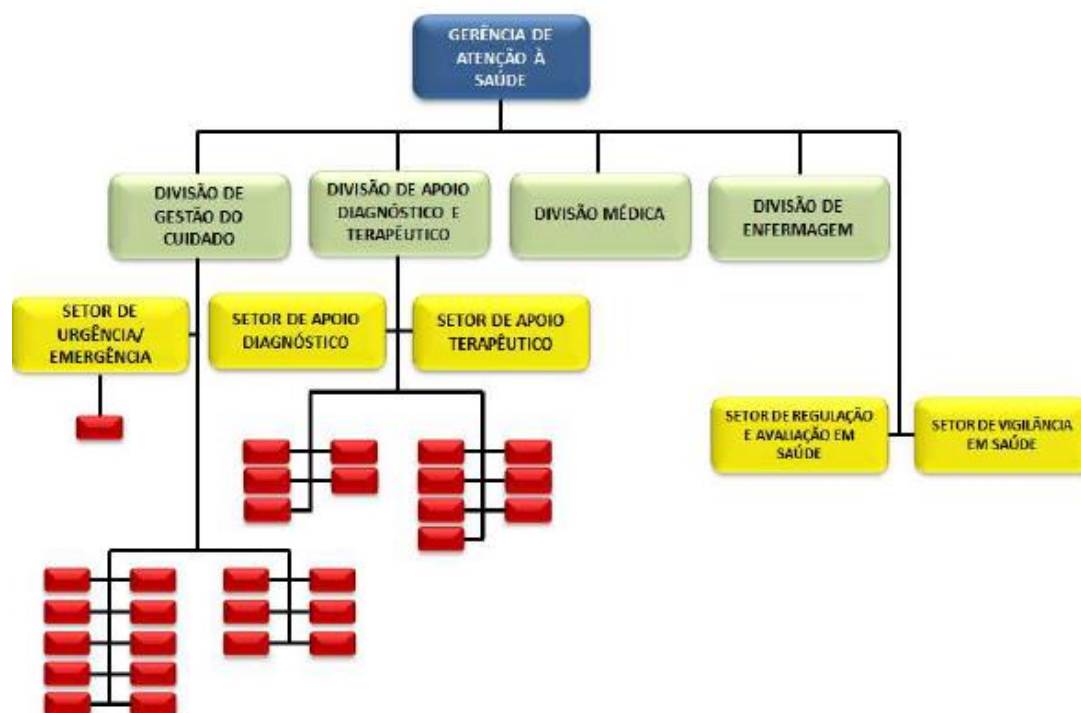 GERÊNCIA DE
ATENÇÃO À
SAÚDE
DIVISÃO DE
GESTÃO DO
CUIDADO
DIVISÃO DE APOIO
DIAGNÓSTICO E
TERAPÊUTICO
DIVISÃO MÉDICA
DIVISÃO DE
ENFERMAGEM
SETOR DE
URGÊNCIA/
EMERGÊNCIA
SETOR DE APOIO
DIAGNÓSTICO
SETOR DE APOIO
TERAPÊUTICO
SETOR DE REGULAÇÃO
E AVALIAÇÃO EM
SAÚDE
SETOR DE VIGILÂNCIA
EM SAÚDE